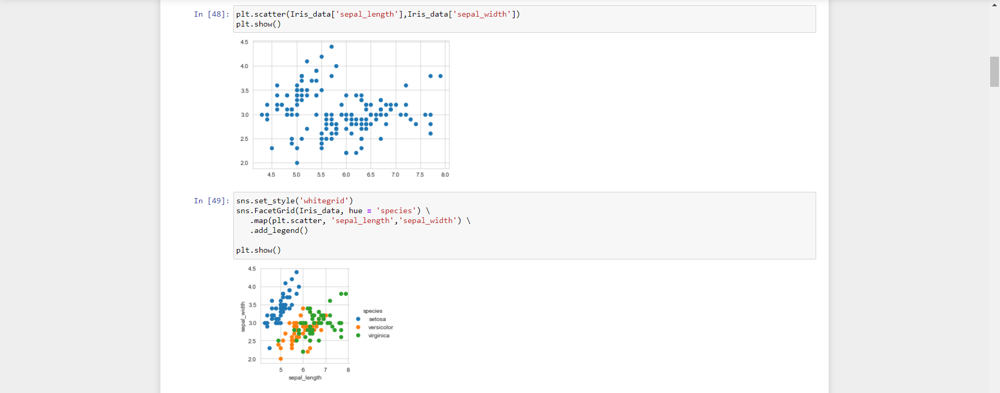 In [48]: plt.scatter(Iris_data['sepal_length'],Iris_data['sepal_width'])
plt.show()
4.5
4.0
3.5
3.0
2.5
2.0
4.5 5.0 5.5 6.0 6.5 7.0 7.5 8.0
In [49]: sns.set_style('whitegrid')
sns.FacetGrid(Iris_data, hue = 'species') \
.map(plt.scatter, 'sepal_length','sepal_width') \
.add_legend()
plt.show()
4.5
4.0
3.5
3.0
2.5
2.0
sepal_width
5 6 7 8
sepal_length
species
setosa
versicolor
virginica